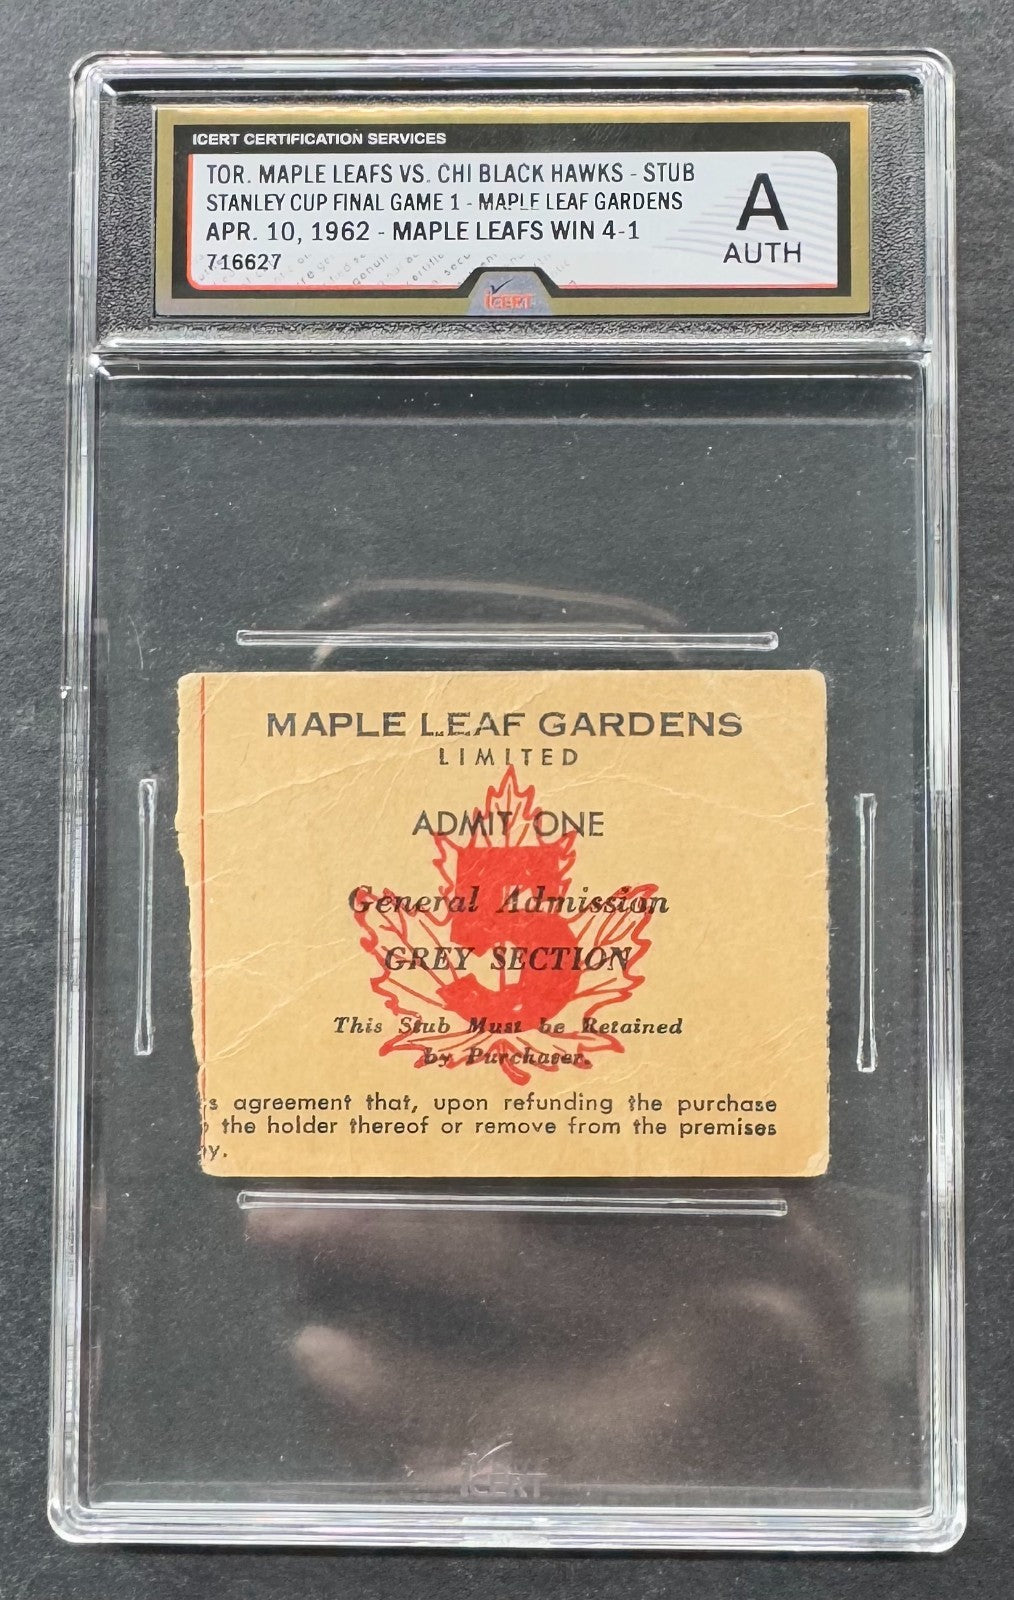 ICERT CERTIFICATION SERVICES
TOR. MAPLE LEAFS VS. CHI BLACK HAWKS - STUB
STANLEY CUP FINAL GAME 1 - MAPLE LEAF GARDENS
APR. 10, 1962 - MAPLE LEAFS WIN 4-1
716627
A
AUTH
ICERT
MAPLE LEAF GARDENS
LIMITED
ADMIT ONE
5
General Admission
GREY SECTION
This Stub Must be Retained
by Purchaser.
s agreement that, upon refunding the purchase
the holder thereof or remove from the premises
y.
ICERT